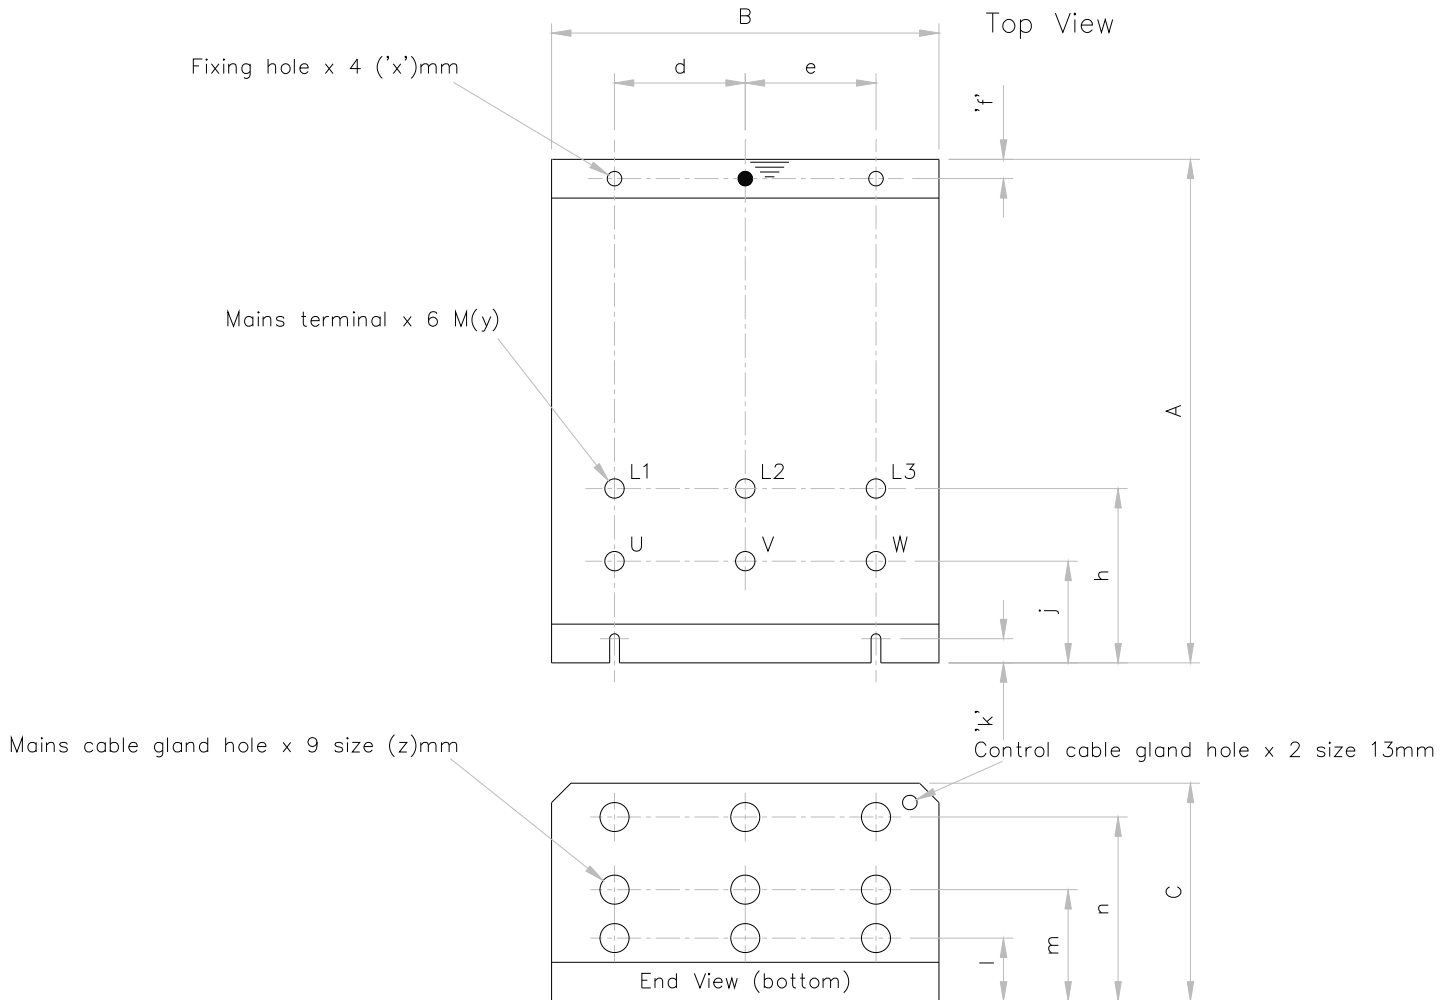 B
Top View
Fixing hole x 4 ('x')mm
d
e
'f'
Mains terminal x 6 M(y)
A
L1
L2
L3
U
V
W
h
j
'k'
Mains cable gland hole x 9 size (z)mm
Control cable gland hole x 2 size 13mm
C
n
m
l
End View (bottom)